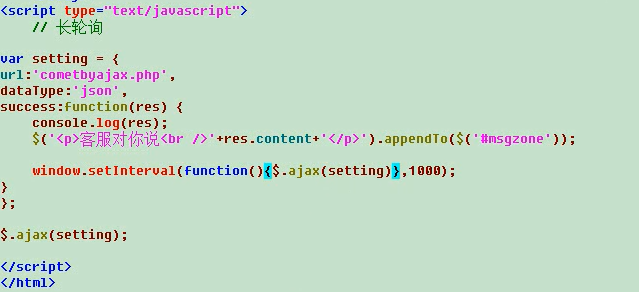 <script type="text/javascript">
// 长轮询
var setting = {
url:'cometbyajax.php',
dataType:'json',
success:function(res) {
console.log(res);
$('<p>客服对你说<br />'+res.content+'</p>').appendTo($('#msgzone'));
window.setInterval(function(){$.ajax(setting)},1000);
}
};
$.ajax(setting);
</script>
</html>